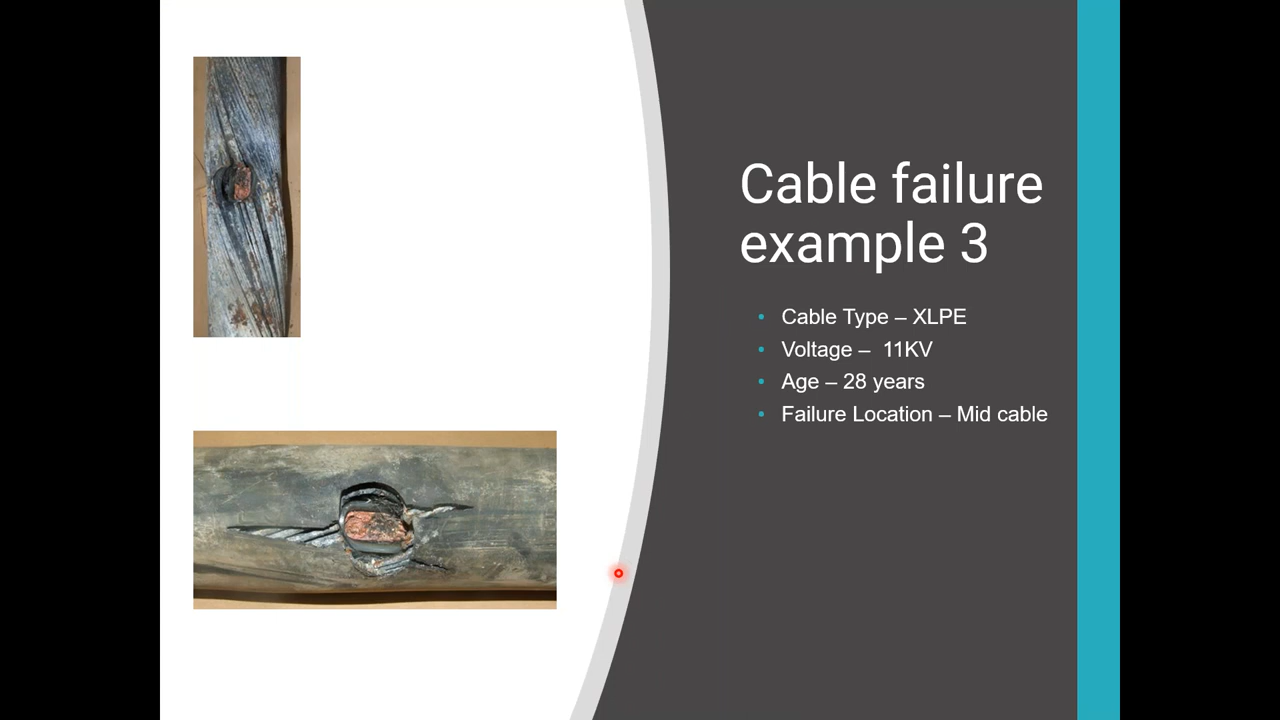 Cable failure
example 3
• Cable Type – XLPE
• Voltage –  11KV
• Age – 28 years
• Failure Location – Mid cable